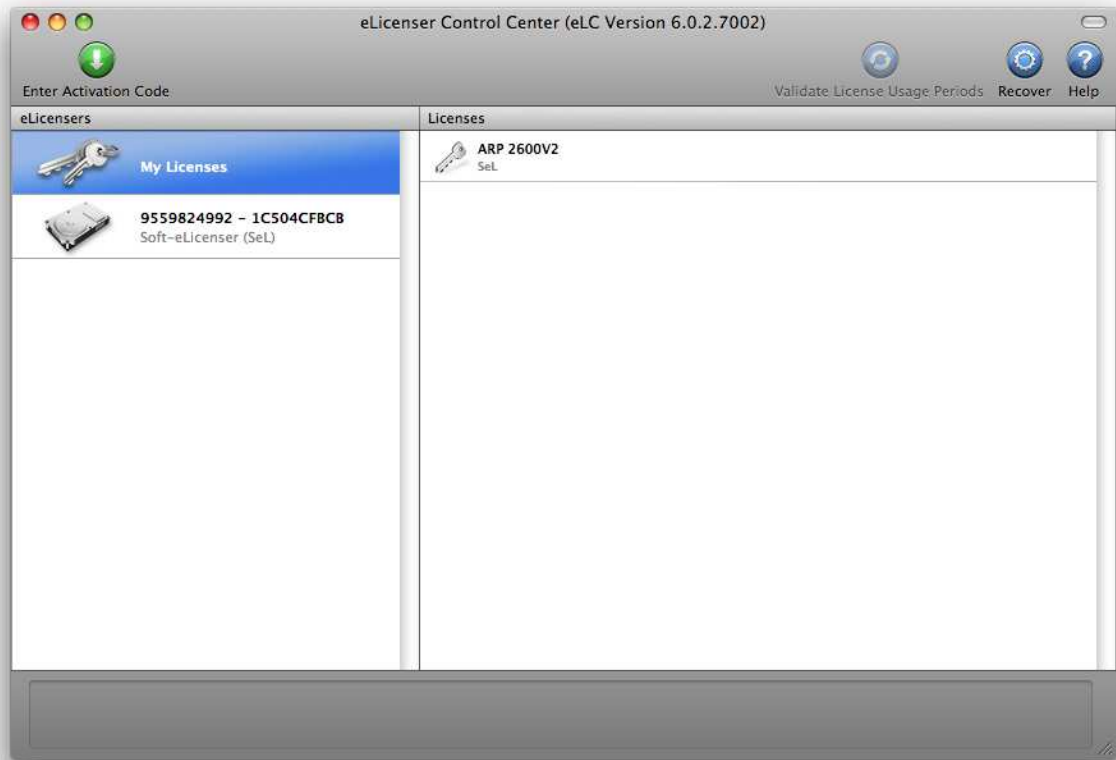 eLicenser Control Center (eLC Version 6.0.2.7002)
Enter Activation Code
Validate License Usage Periods
Recover
Help
eLicensers
Licenses
My Licenses
9559824992 - 1C504CFBCB
Soft-eLicenser (SeL)
ARP 2600V2
SeL